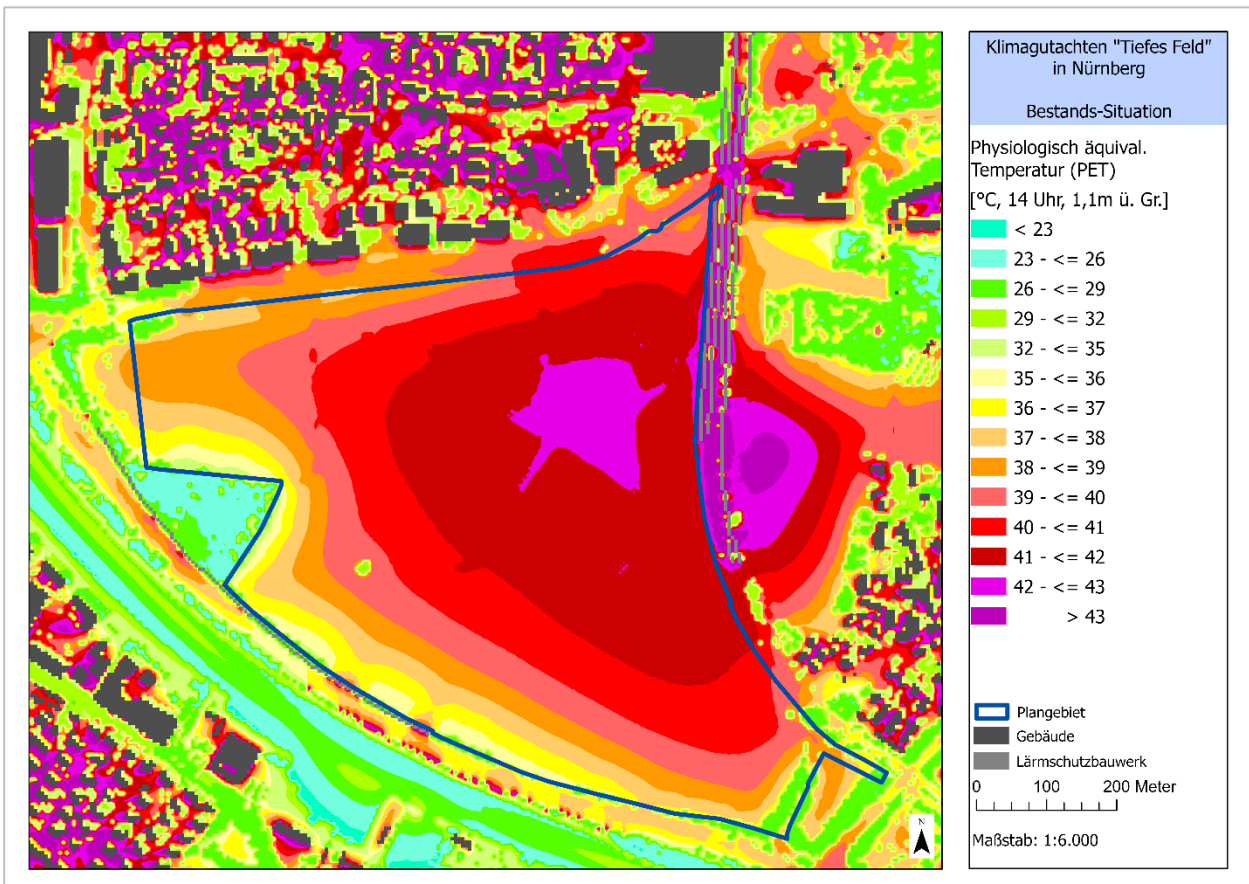 Klimagutachten "Tiefes Feld"
in Nürnberg
Bestands-Situation
Physiologisch äquival.
Temperatur (PET)
[°C, 14 Uhr, 1,1m ü. Gr.]
< 23
23 - <= 26
26 - <= 29
29 - <= 32
32 - <= 35
35 - <= 36
36 - <= 37
37 - <= 38
38 - <= 39
39 - <= 40
40 - <= 41
41 - <= 42
42 - <= 43
> 43
Plangebiet
Gebäude
Lärmschutzbauwerk
0 100 200 Meter
Maßstab: 1:6.000
N